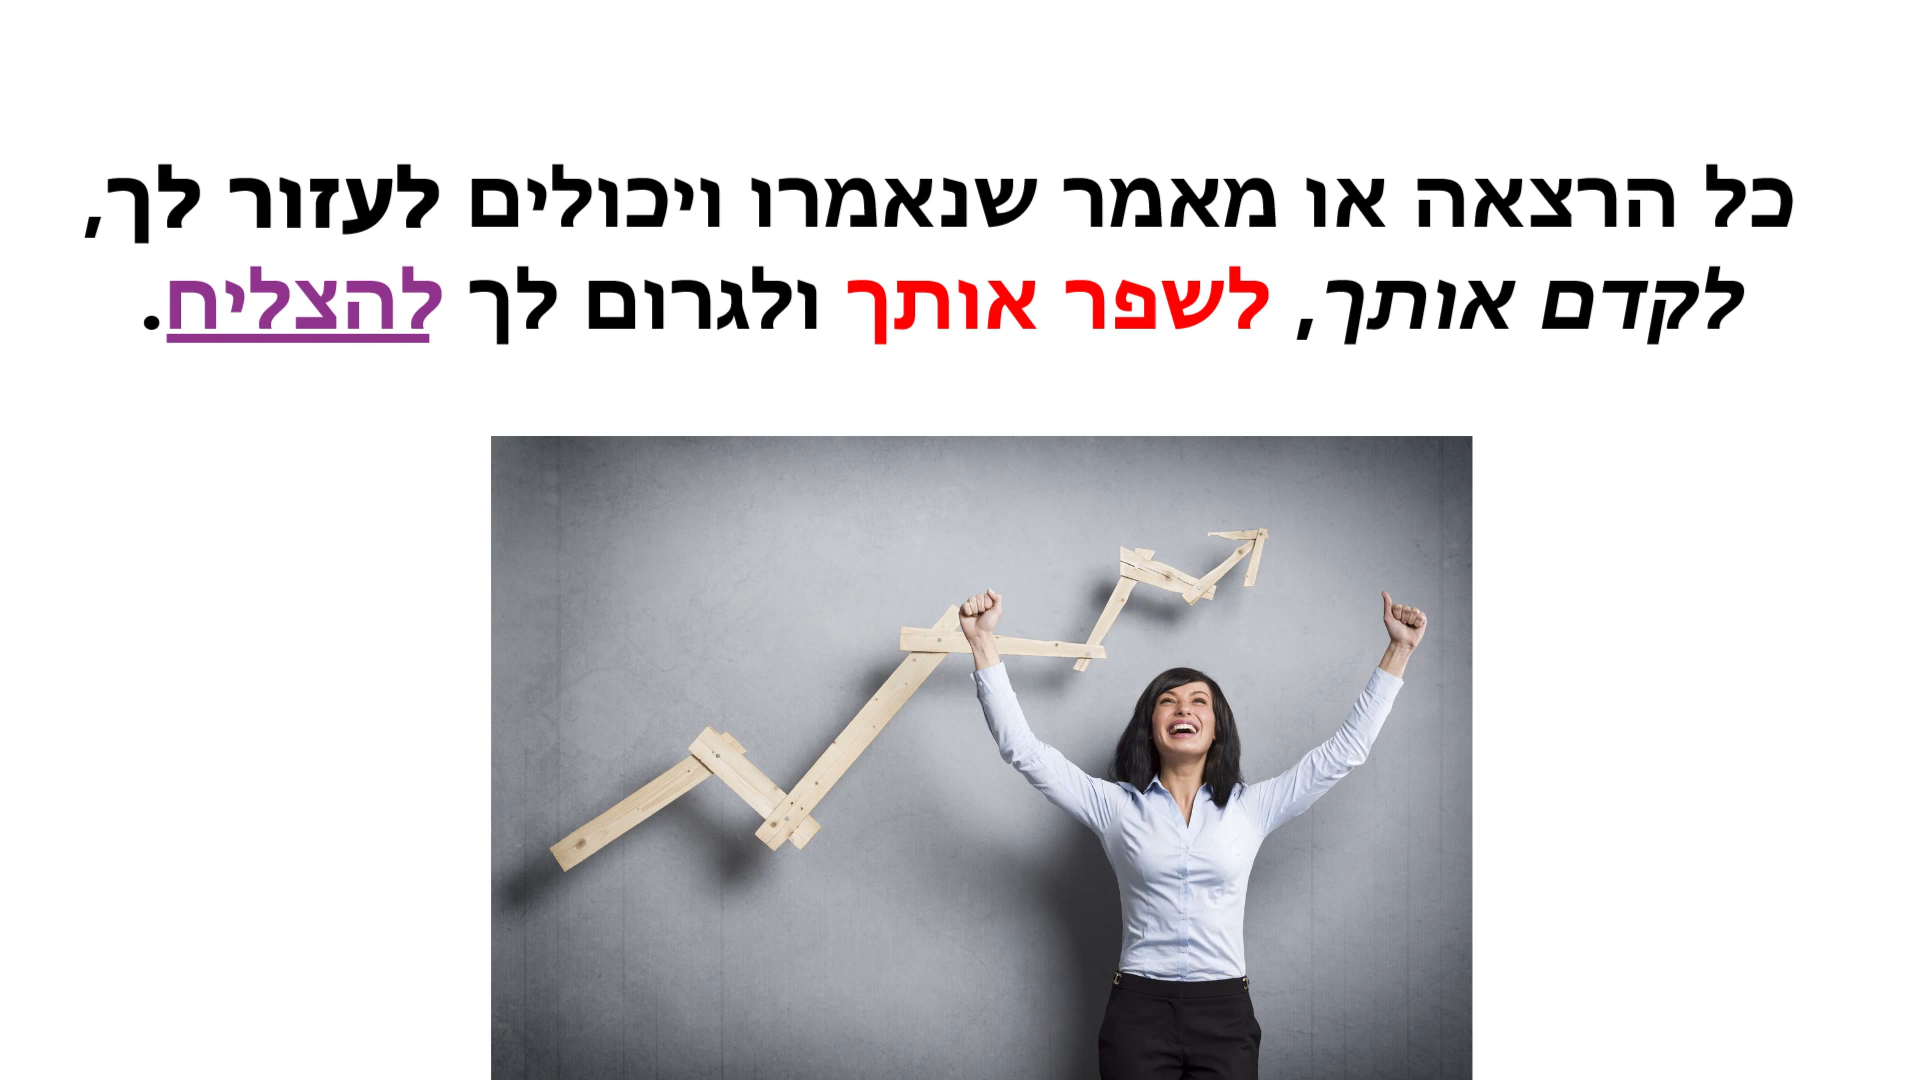 כל הרצאה או מאמר שנאמרו ויכולים לעזור לך,
לקדם אותך, לשפר אותך ולגרום לך להצליח.